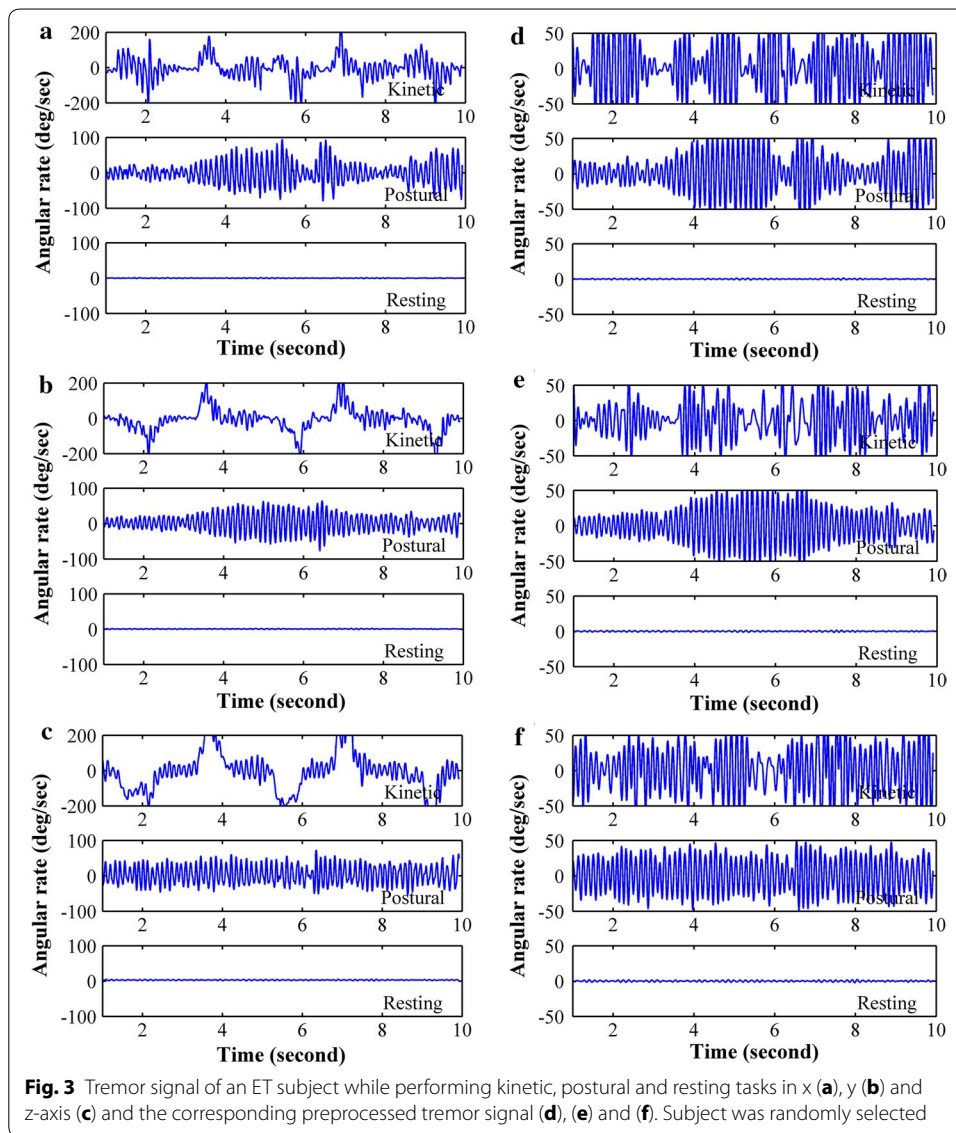 a
200
0
-200
Kinetic
2 4 6 8 10
100
0
-100
Postural
2 4 6 8 10
100
0
-100
Resting
2 4 6 8 10
Angular rate (deg/sec)
Time (second)
b
200
0
-200
Kinetic
2 4 6 8 10
100
0
-100
Postural
2 4 6 8 10
100
0
-100
Resting
2 4 6 8 10
Angular rate (deg/sec)
Time (second)
c
200
0
-200
Kinetic
2 4 6 8 10
100
0
-100
Postural
2 4 6 8 10
100
0
-100
Resting
2 4 6 8 10
Angular rate (deg/sec)
Time (second)
d
50
0
-50
Kinetic
2 4 6 8 10
50
0
-50
Postural
2 4 6 8 10
50
0
-50
Resting
2 4 6 8 10
Angular rate (deg/sec)
Time (second)
e
50
0
-50
Kinetic
2 4 6 8 10
50
0
-50
Postural
2 4 6 8 10
50
0
-50
Resting
2 4 6 8 10
Angular rate (deg/sec)
Time (second)
f
50
0
-50
Kinetic
2 4 6 8 10
50
0
-50
Postural
2 4 6 8 10
50
0
-50
Resting
2 4 6 8 10
Angular rate (deg/sec)
Time (second)
Fig. 3 Tremor signal of an ET subject while performing kinetic, postural and resting tasks in x (a), y (b) and
z-axis (c) and the corresponding preprocessed tremor signal (d), (e) and (f). Subject was randomly selected